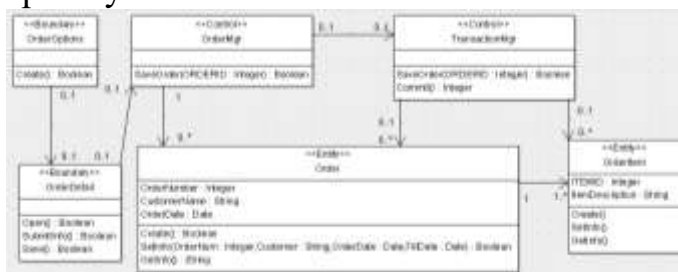 <<Boundary>>
OrderOptions
Create() : Boolean
<<Control>>
OrderMgr
SaveOrder(ORDERID : Integer) : Boolean
<<Control>>
TransactionMgr
SaveOrder(ORDERID : Integer) : Boolean
Commit() : Integer
0..1
0..1
0..1
0..1
0..1
0..1
1
0..*
0..1
0..*
0..1
0..*
<<Boundary>>
OrderDetail
Open() : Boolean
SubmitInfo() : Boolean
Save() : Boolean
<<Entity>>
Order
OrderNumber : Integer
CustomerName : String
OrderDate : Date
Create() : Boolean
SetInfo(OrderNum : Integer,Customer : String,OrderDate : Date,FillDate : Date) : Boolean
GetInfo() : String
1
1..*
<<Entity>>
OrderItem
ITEMID : Integer
ItemDescription : String
Create()
SetInfo()
GetInfo()